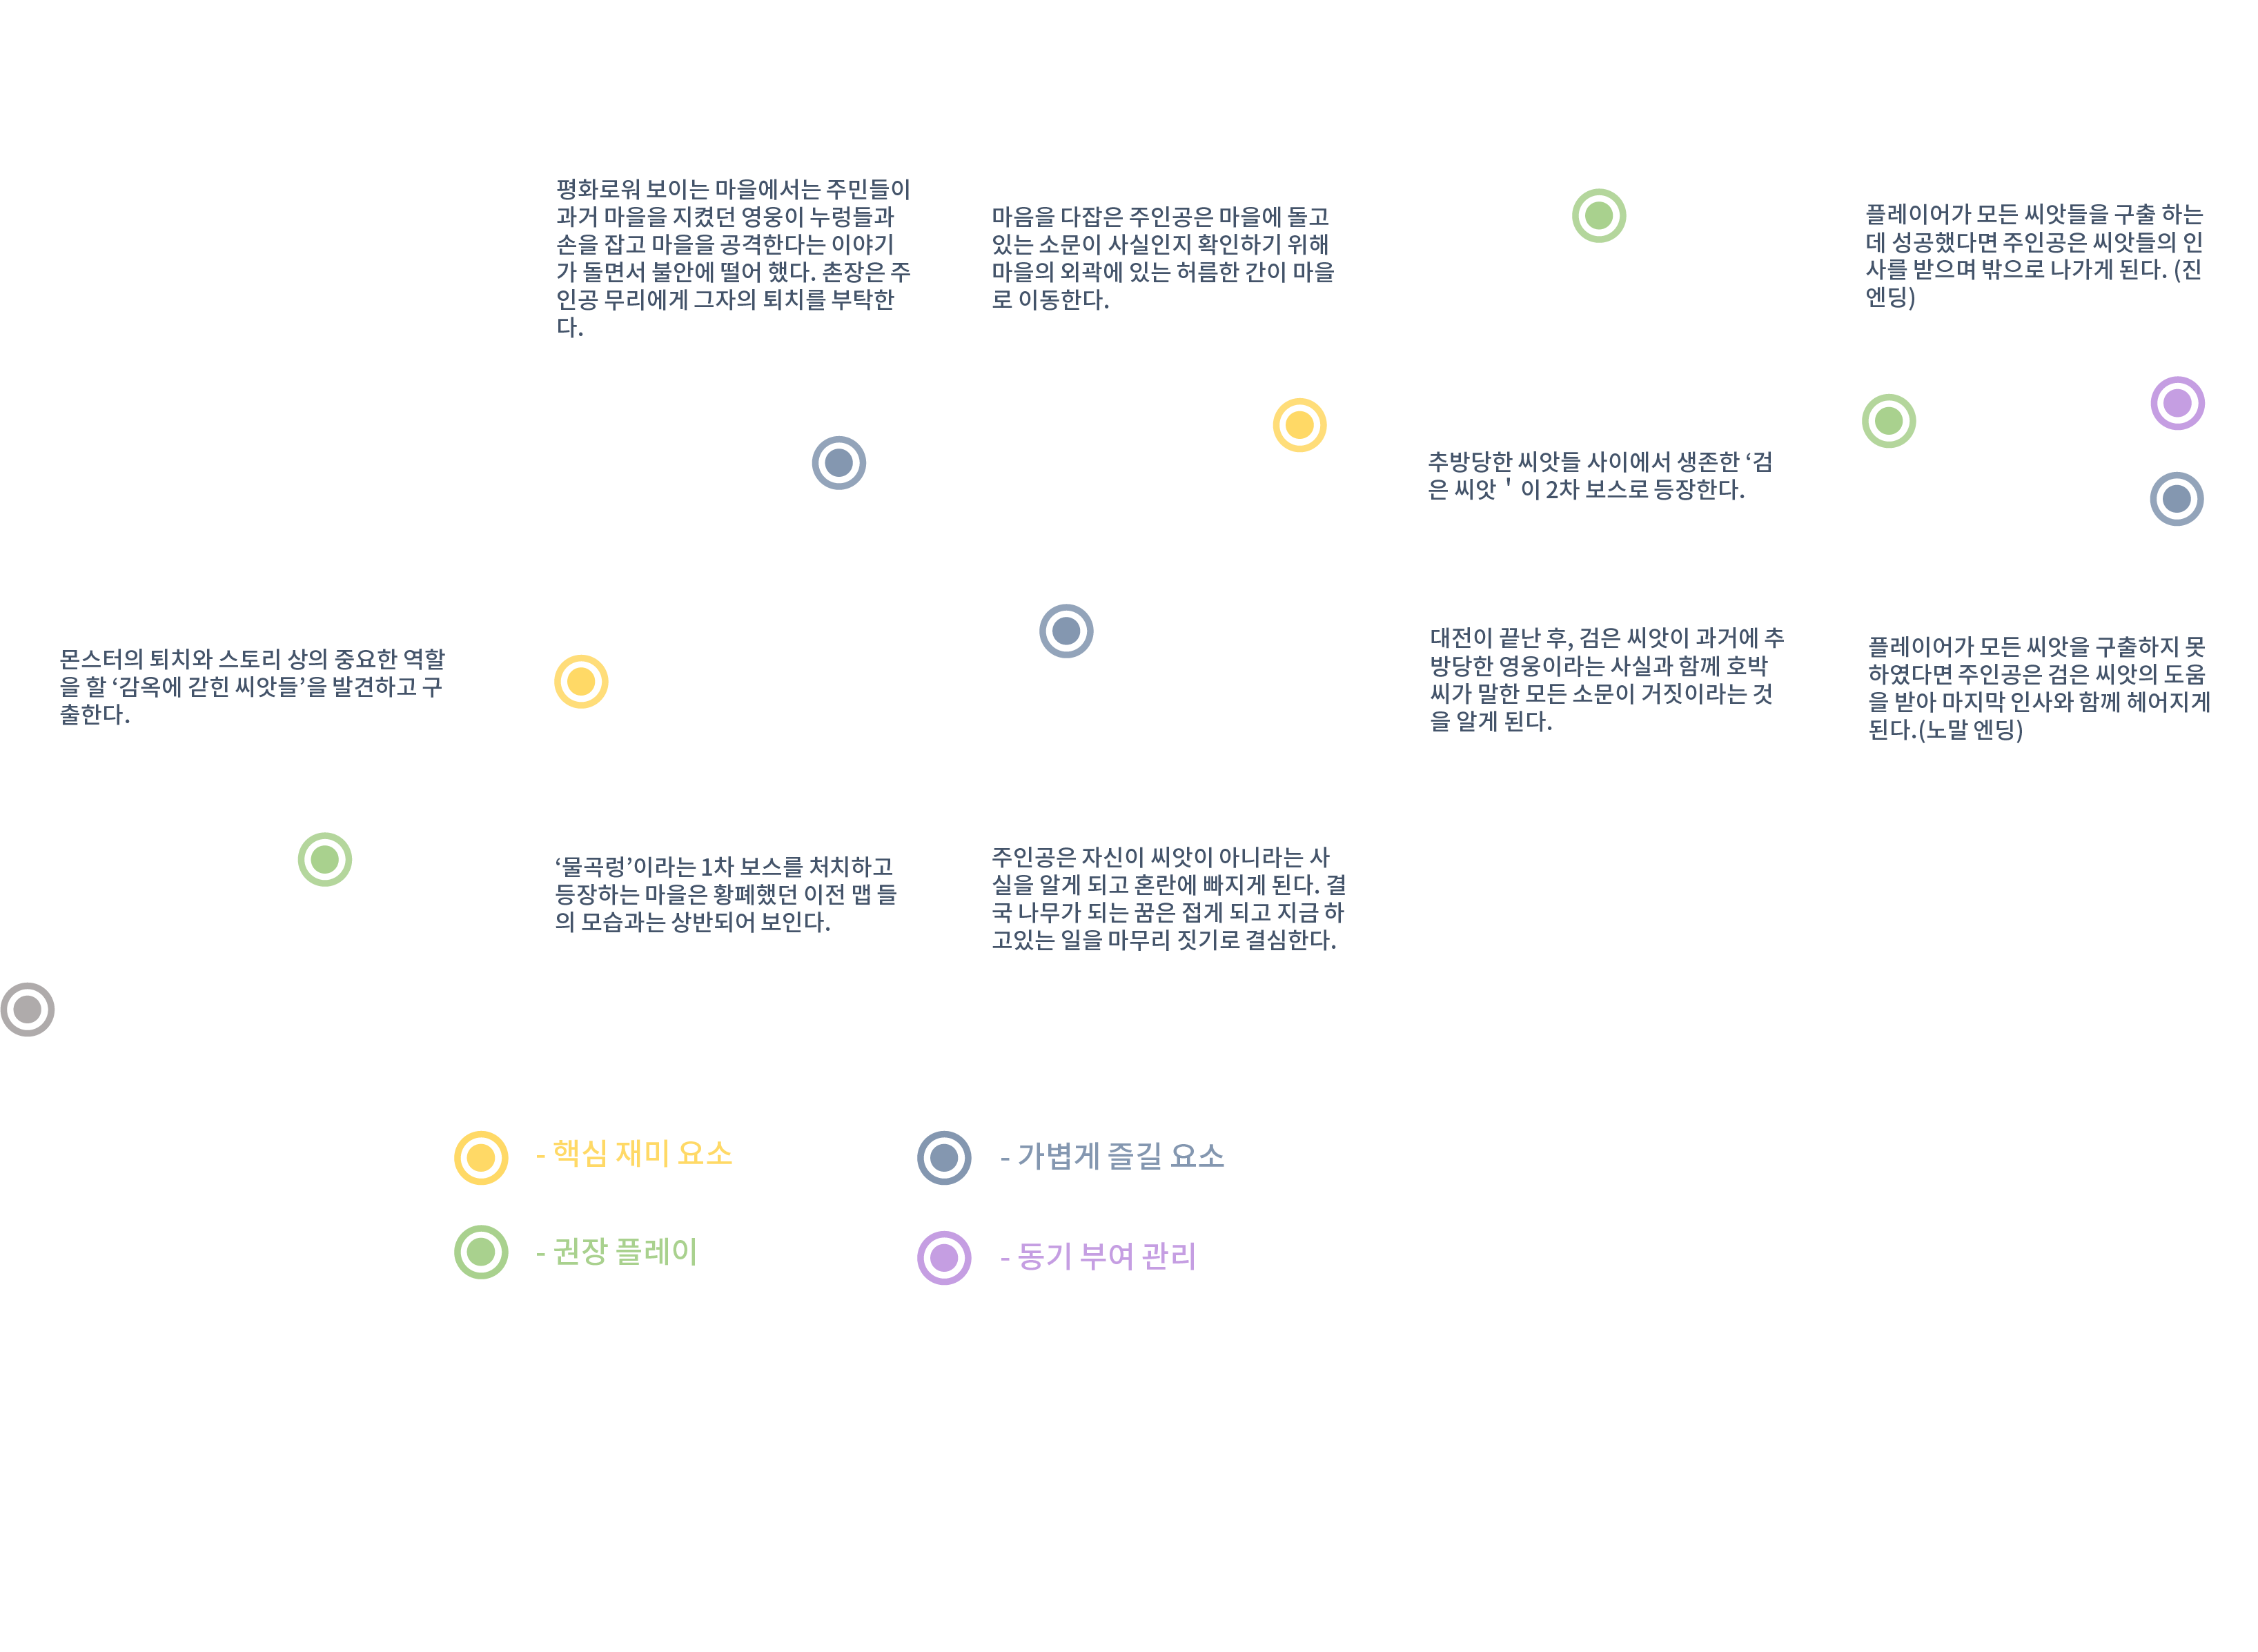 평화로워 보이는 마을에서는 주민들이
과거 마을을 지켰던 영웅이 누렁들과
손을 잡고 마을을 공격한다는 이야기
가 돌면서 불안에 떨어 했다. 촌장은 주
인공 무리에게 그자의 퇴치를 부탁한
다.
마음을 다잡은 주인공은 마을에 돌고
있는 소문이 사실인지 확인하기 위해
마을의 외곽에 있는 허름한 간이 마을
로 이동한다.
플레이어가 모든 씨앗들을 구출 하는
데 성공했다면 주인공은 씨앗들의 인
사를 받으며 밖으로 나가게 된다. (진
엔딩)
추방당한 씨앗들 사이에서 생존한 ‘검
은 씨앗 ' 이 2차 보스로 등장한다.
몬스터의 퇴치와 스토리 상의 중요한 역할
을 할 ‘감옥에 갇힌 씨앗들’을 발견하고 구
출한다.
대전이 끝난 후, 검은 씨앗이 과거에 추
방당한 영웅이라는 사실과 함께 호박
씨가 말한 모든 소문이 거짓이라는 것
을 알게 된다.
플레이어가 모든 씨앗을 구출하지 못
하였다면 주인공은 검은 씨앗의 도움
을 받아 마지막 인사와 함께 헤어지게
된다.(노말 엔딩)
‘물곡렁’이라는 1차 보스를 처치하고
등장하는 마을은 황폐했던 이전 맵 들
의 모습과는 상반되어 보인다.
주인공은 자신이 씨앗이 아니라는 사
실을 알게 되고 혼란에 빠지게 된다. 결
국 나무가 되는 꿈은 접게 되고 지금 하
고있는 일을 마무리 짓기로 결심한다.
- 핵심 재미 요소
- 가볍게 즐길 요소
- 권장 플레이
- 동기 부여 관리